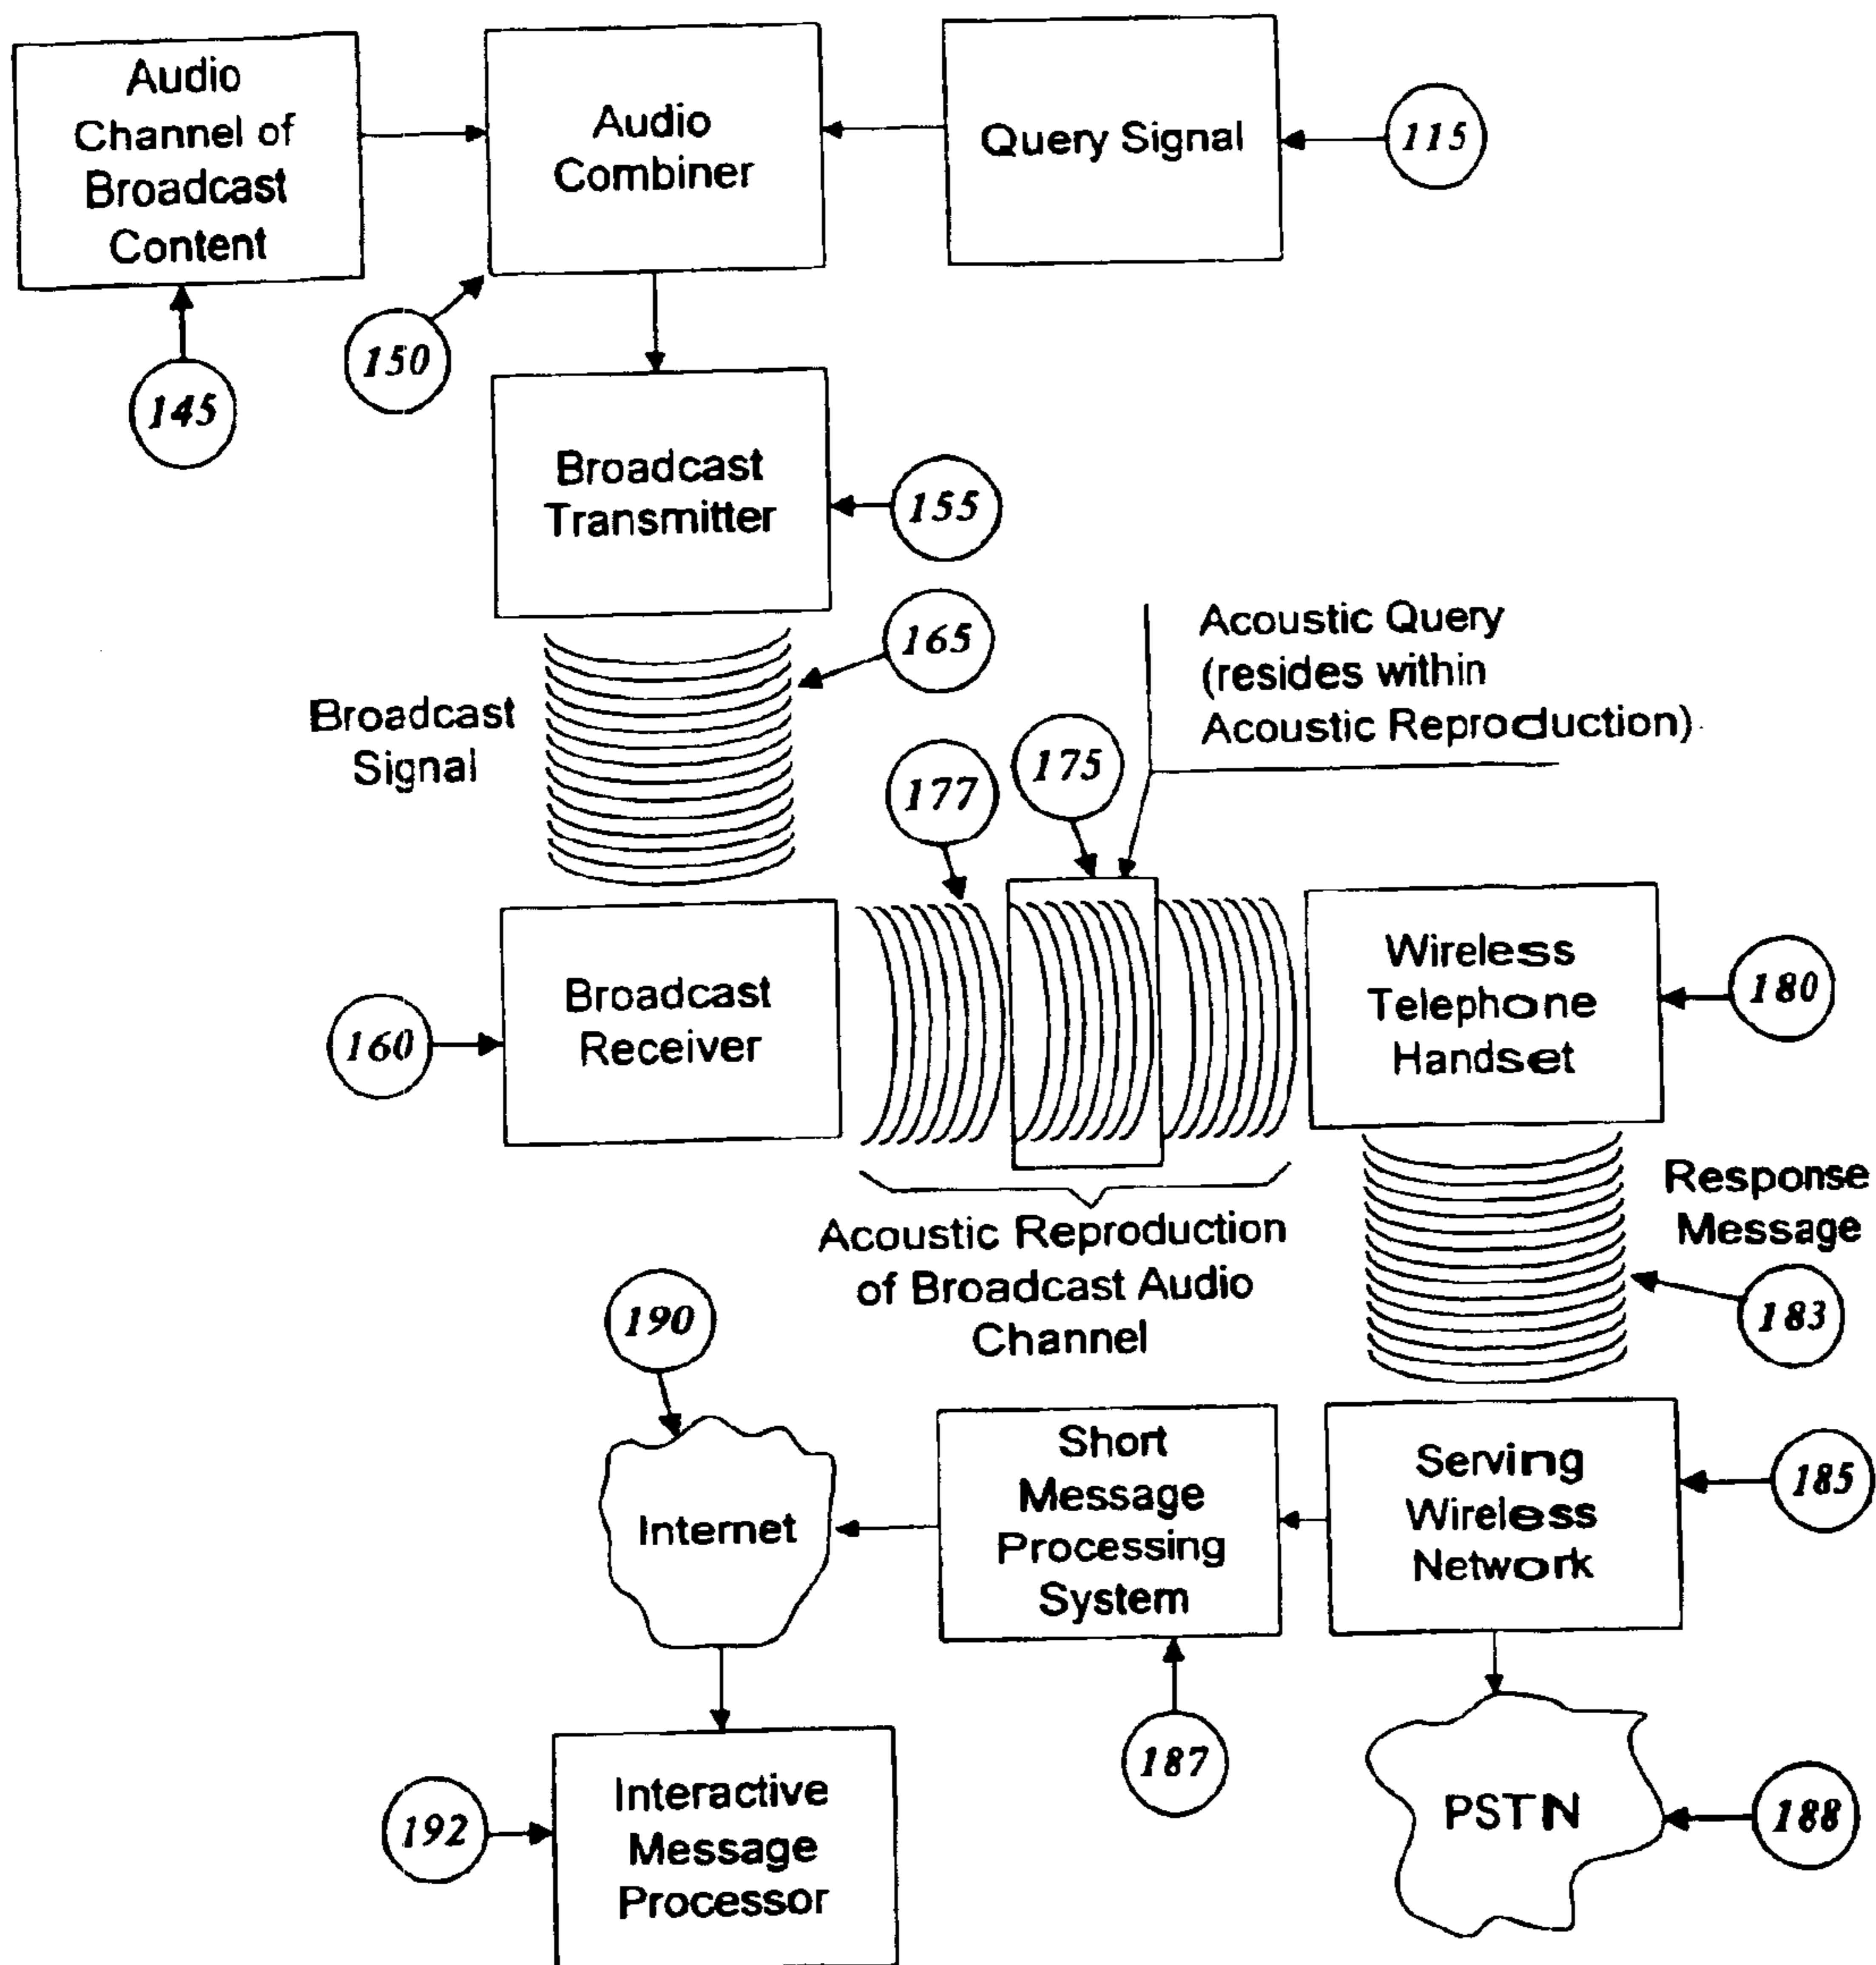 Audio
Channel of
Broadcast
Content
Audio
Combiner
Query Signal
115
150
145
Broadcast
Transmitter
155
165
Broadcast
Signal
Acoustic Query
(resides within
Acoustic Reproduction)
175
177
Broadcast
Receiver
160
Wireless
Telephone
Handset
180
Acoustic Reproduction
of Broadcast Audio
Channel
Response
Message
183
190
Internet
Short
Message
Processing
System
Serving
Wireless
Network
185
187
PSTN
188
Interactive
Message
Processor
192